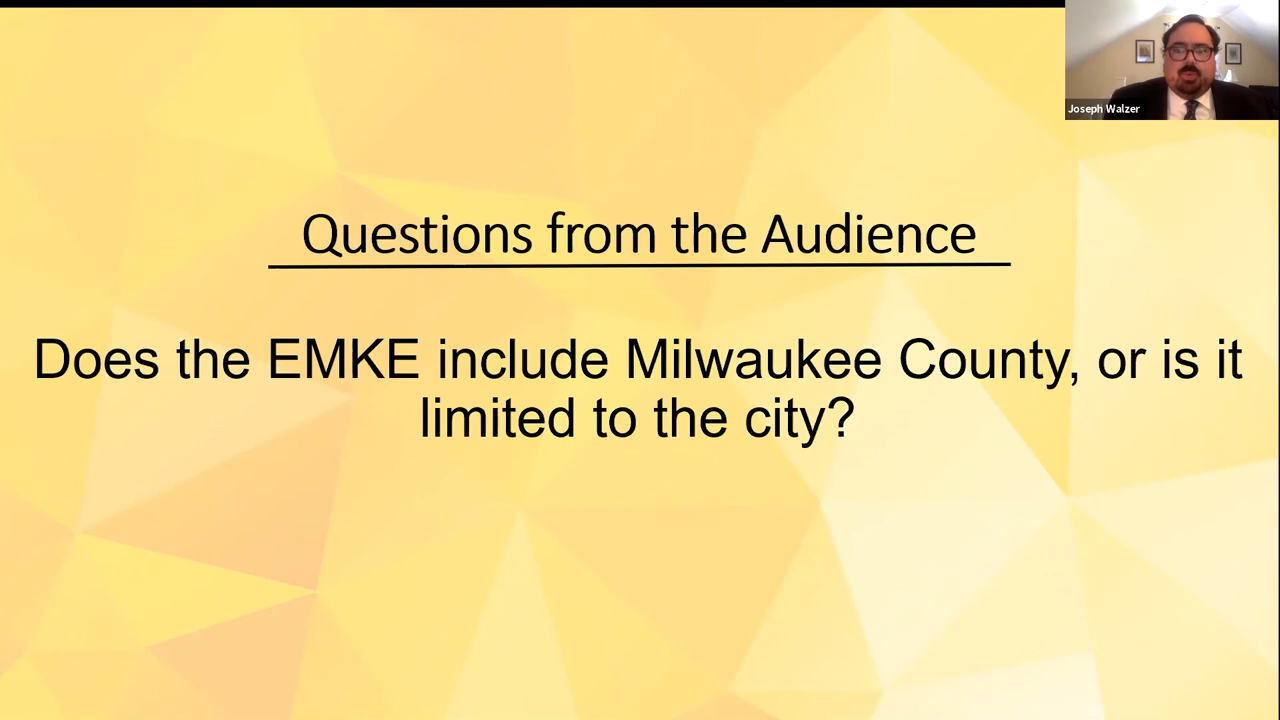 Joseph Walzer
Questions from the Audience
Does the EMKE include Milwaukee County, or is it
limited to the city?